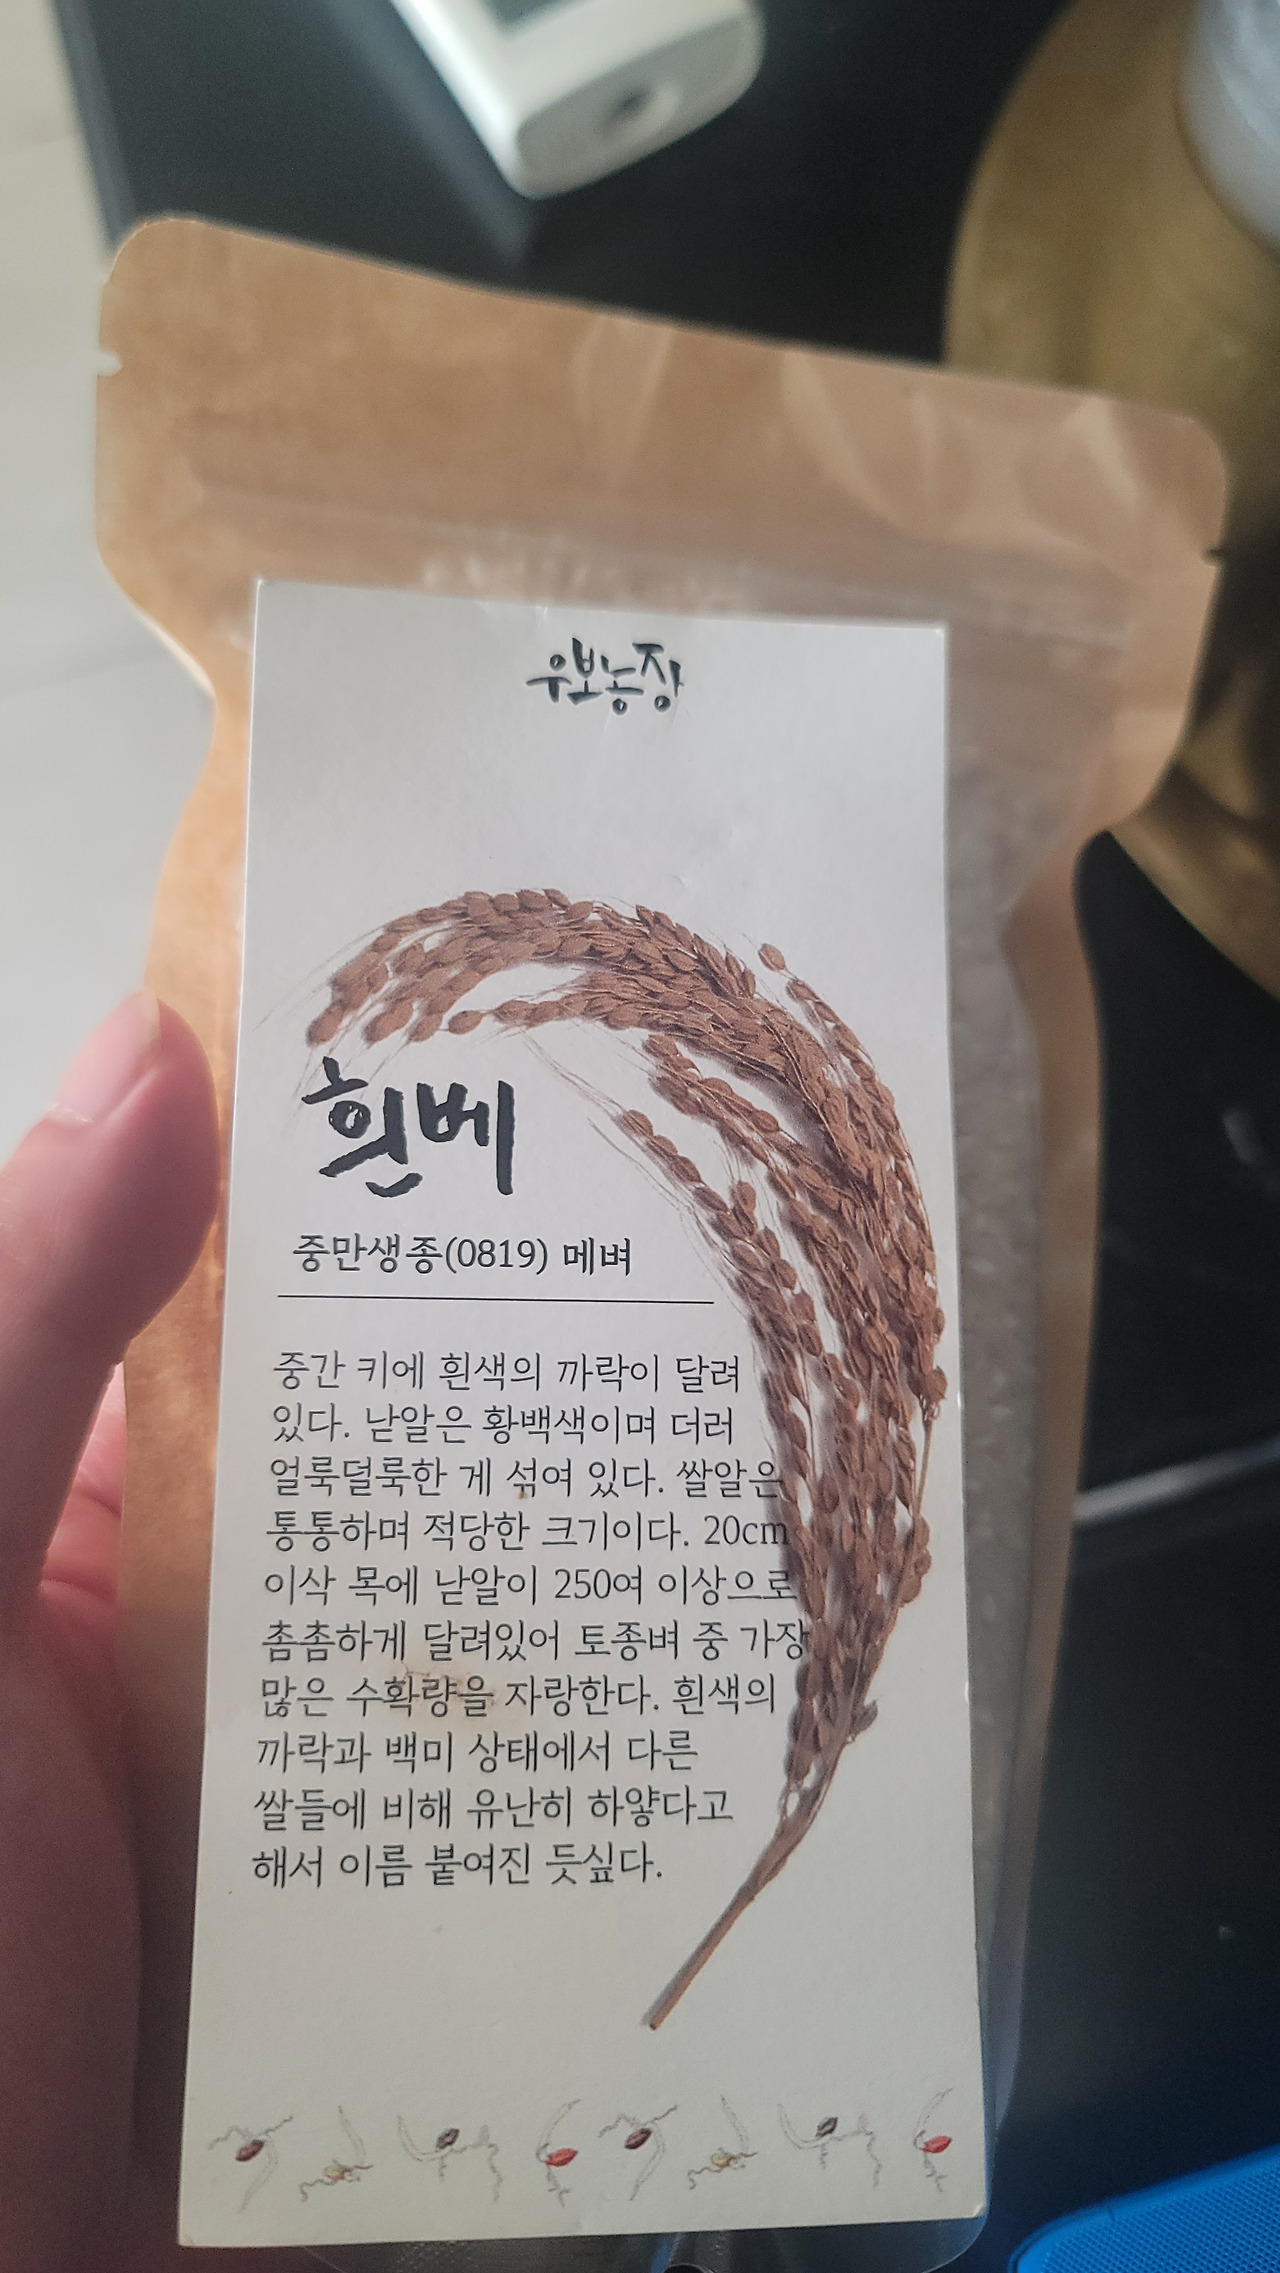 우보농장
흰베
중만생종(0819) 메벼
중간 키에 흰색의 까락이 달려
있다. 낟알은 황백색이며 더러
얼룩덜룩한 게 섞여 있다. 쌀알은
통통하며 적당한 크기이다. 20cm
이삭 목에 낟알이 250여 이상으로
촘촘하게 달려있어 토종벼 중 가장
많은 수확량을 자랑한다. 흰색의
까락과 백미 상태에서 다른
쌀들에 비해 유난히 하얗다고
해서 이름 붙여진 듯싶다.